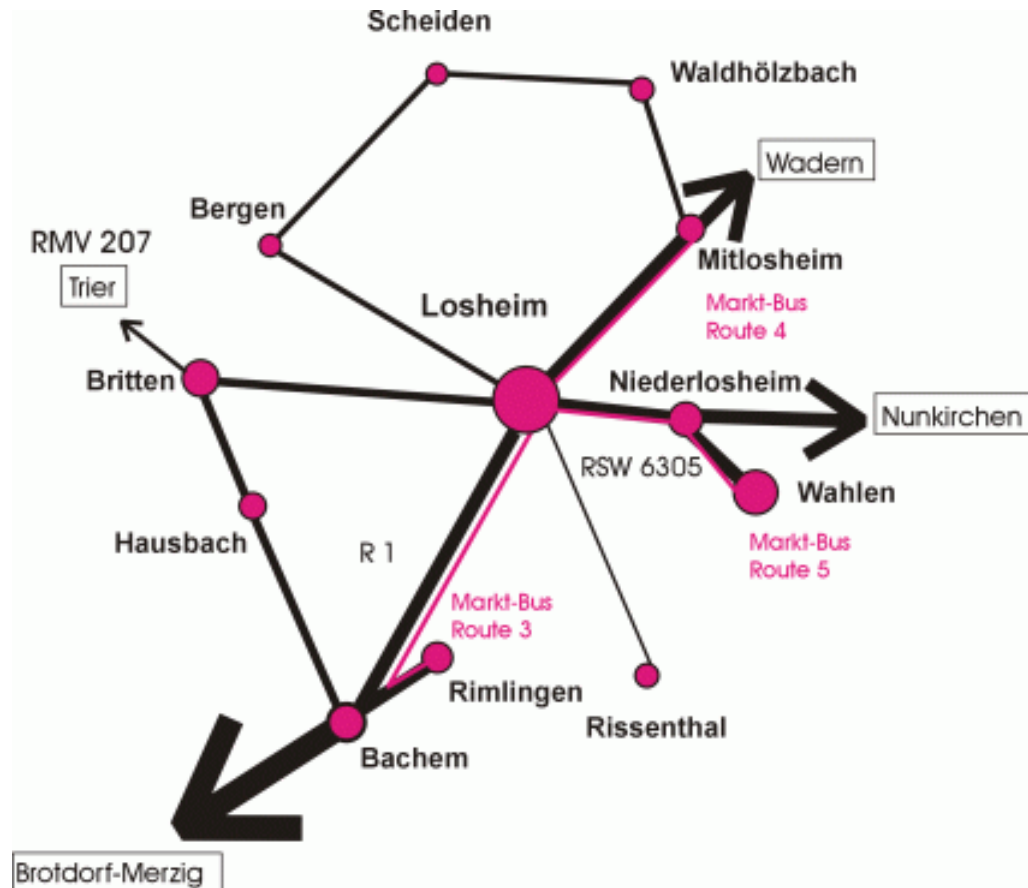 Scheiden
Waldhölzbach
Wadern
Bergen
RMV 207
Trier
Mitlosheim
Losheim
Markt-Bus
Route 4
Britten
Niederlosheim
Nunkirchen
RSW 6305
Wahlen
Hausbach
R 1
Markt-Bus
Route 5
Markt-Bus
Route 3
Rimlingen
Rissenthal
Bachem
Brotdorf-Merzig